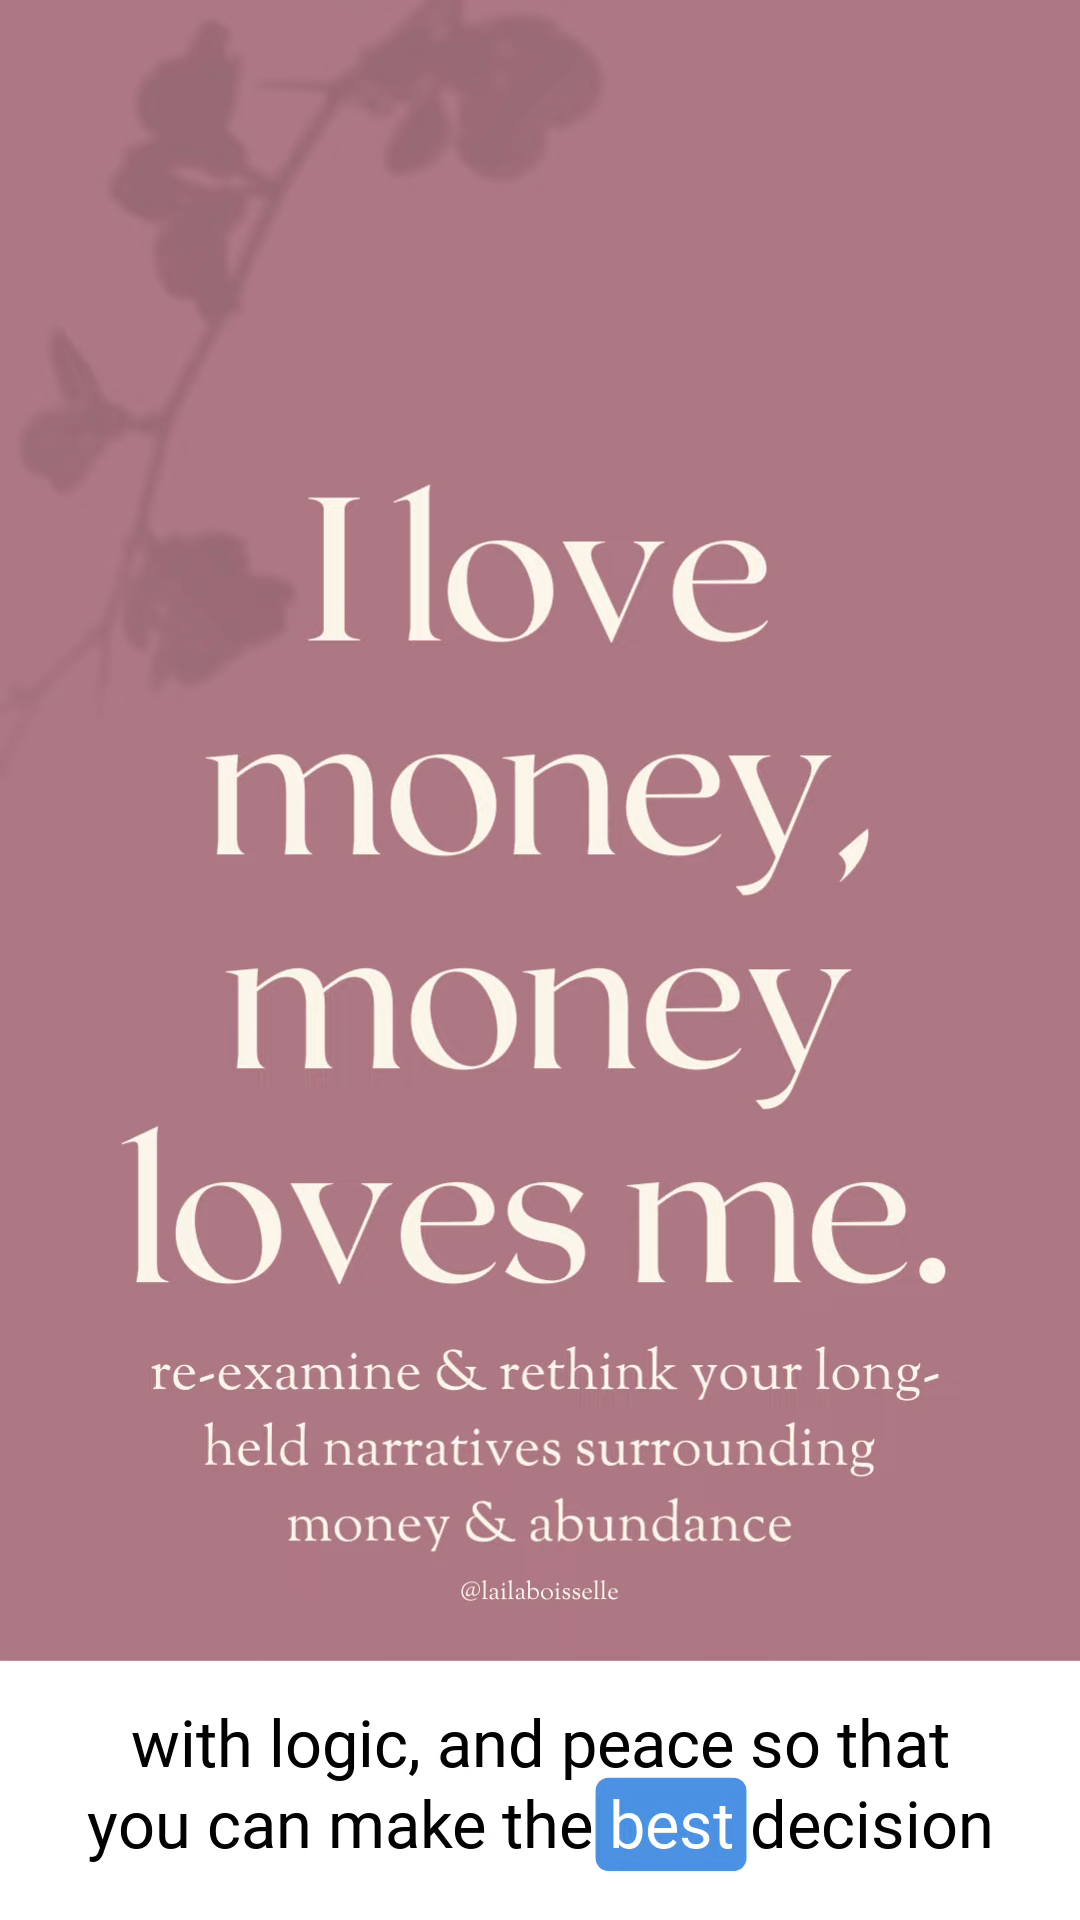 I love
money,
money
loves me.
re-examine & rethink your long-
held narratives surrounding
money & abundance
@lailaboisselle
with logic, and peace so that
you can make the best decision